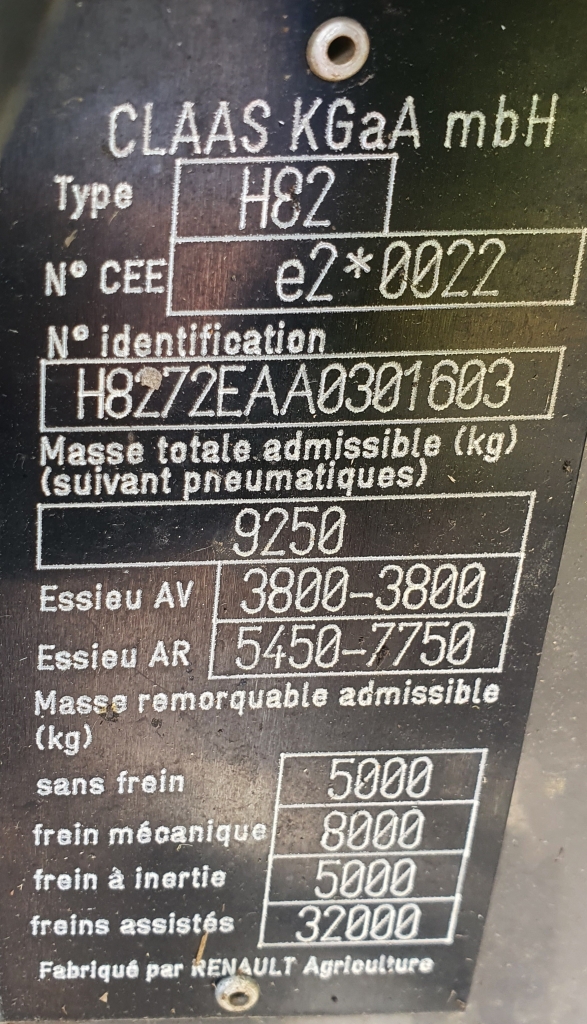 CLAAS KGaA mbH
Type H82
N° CEE e2*0022
N° identification
H8272EAA0301603
Masse totale admissible (kg)
(suivant pneumatiques)
9250
Essieu AV 3800-3800
Essieu AR 5450-7750
Masse remorquable admissible
(kg)
sans frein 5000
frein mécanique 8000
frein à inertie 5000
freins assistés 32000
Fabriqué par RENAULT Agriculture